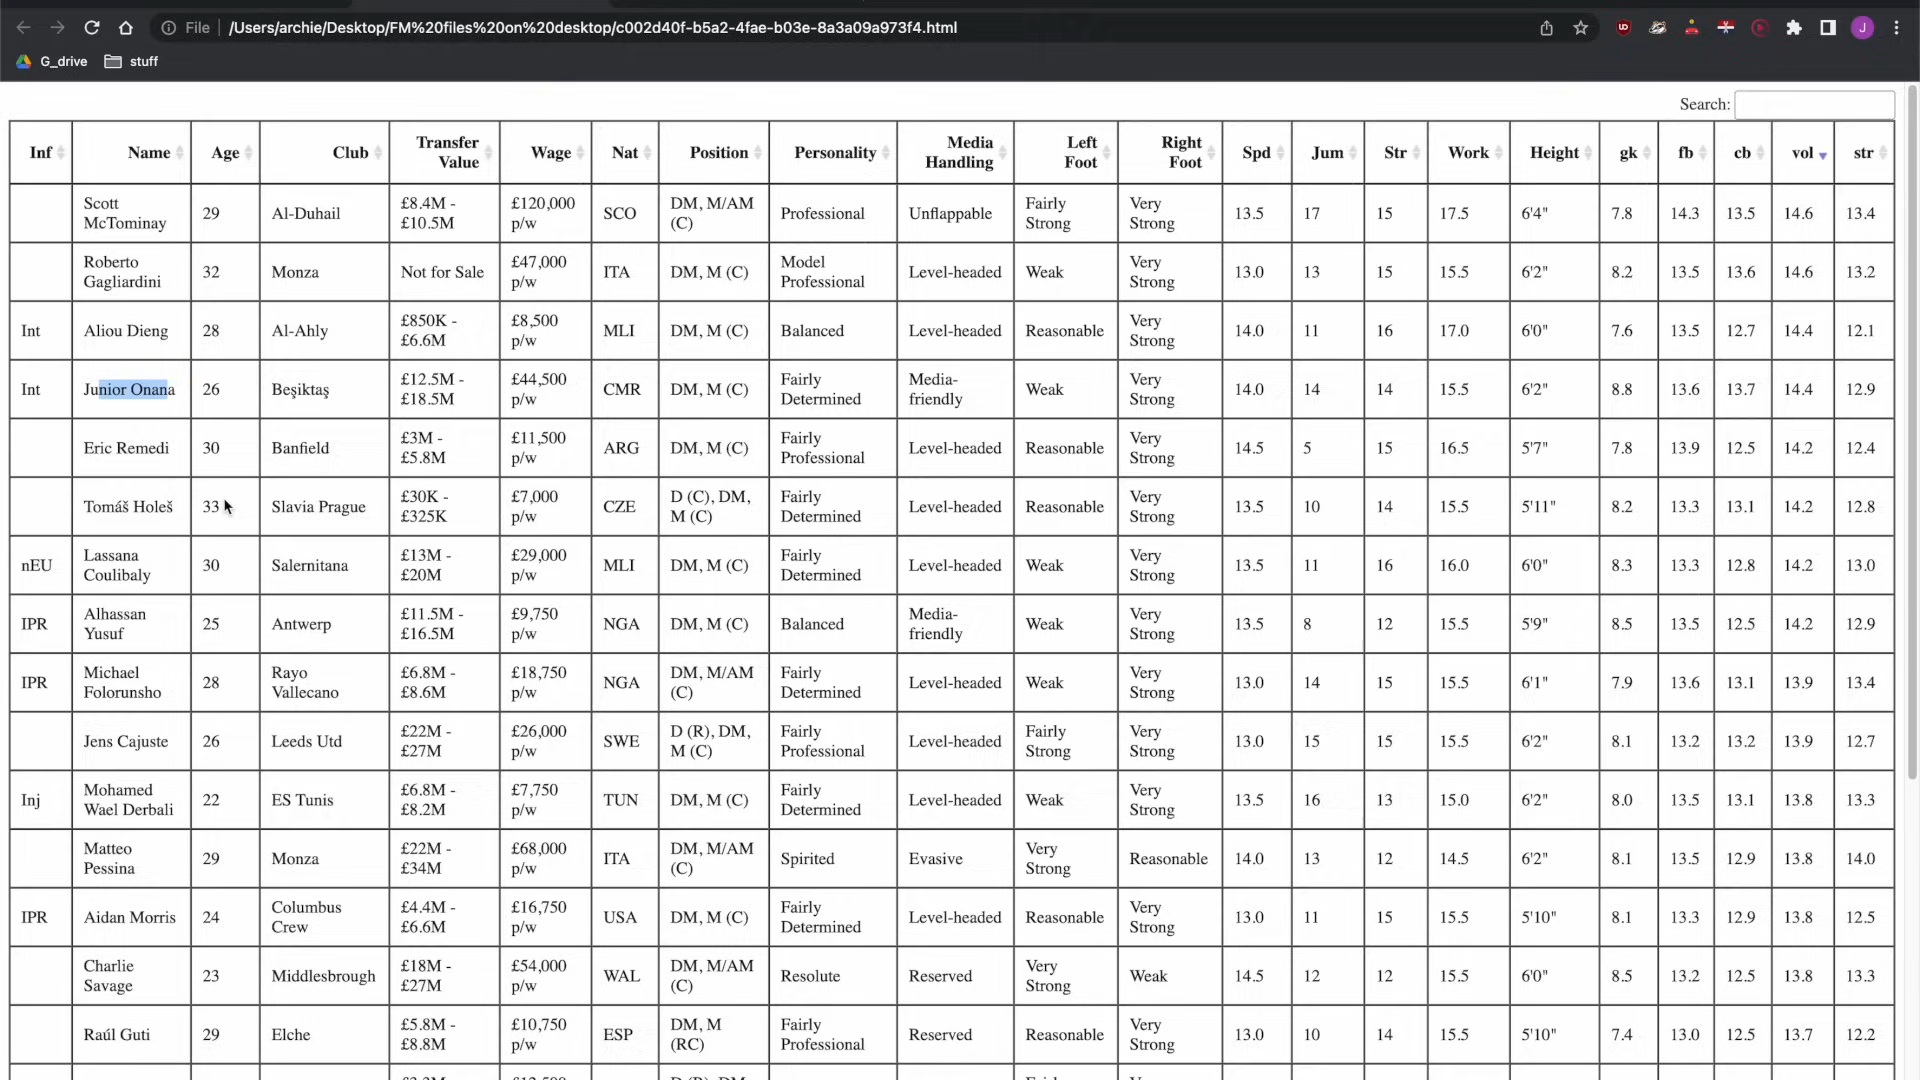 File | /Users/archie/Desktop/FM%20files%20on%20desktop/c002d40f-b5a2-4fae-b03e-8a3a09a973f4.html
J
G_drive stuff
Search:
Inf Name Age Club Transfer Value Wage Nat Position Personality Media Handling Left Foot Right Foot Spd Jum Str Work Height gk fb cb vol str
Scott McTominay 29 Al-Duhail £8.4M - £10.5M £120,000 p/w SCO DM, M/AM (C) Professional Unflappable Fairly Strong Very Strong 13.5 17 15 17.5 6'4" 7.8 14.3 13.5 14.6 13.4
Roberto Gagliardini 32 Monza Not for Sale £47,000 p/w ITA DM, M (C) Model Professional Level-headed Weak Very Strong 13.0 13 15 15.5 6'2" 8.2 13.5 13.6 14.6 13.2
Int Aliou Dieng 28 Al-Ahly £850K - £6.6M £8,500 p/w MLI DM, M (C) Balanced Level-headed Reasonable Very Strong 14.0 11 16 17.0 6'0" 7.6 13.5 12.7 14.4 12.1
Int Junior Onana 26 Beşiktaş £12.5M - £18.5M £44,500 p/w CMR DM, M (C) Fairly Determined Media-friendly Weak Very Strong 14.0 14 14 15.5 6'2" 8.8 13.6 13.7 14.4 12.9
Eric Remedi 30 Banfield £3M - £5.8M £11,500 p/w ARG DM, M (C) Fairly Professional Level-headed Reasonable Very Strong 14.5 5 15 16.5 5'7" 7.8 13.9 12.5 14.2 12.4
Tomáš Holeš 33 Slavia Prague £30K - £325K £7,000 p/w CZE D (C), DM, M (C) Fairly Determined Level-headed Reasonable Very Strong 13.5 10 14 15.5 5'11" 8.2 13.3 13.1 14.2 12.8
nEU Lassana Coulibaly 30 Salernitana £13M - £20M £29,000 p/w MLI DM, M (C) Fairly Determined Level-headed Weak Very Strong 13.5 11 16 16.0 6'0" 8.3 13.3 12.8 14.2 13.0
IPR Alhassan Yusuf 25 Antwerp £11.5M - £16.5M £9,750 p/w NGA DM, M (C) Balanced Media-friendly Weak Very Strong 13.5 8 12 15.5 5'9" 8.5 13.5 12.5 14.2 12.9
IPR Michael Folorunsho 28 Rayo Vallecano £6.8M - £8.6M £18,750 p/w NGA DM, M/AM (C) Fairly Determined Level-headed Weak Very Strong 13.0 14 15 15.5 6'1" 7.9 13.6 13.1 13.9 13.4
Jens Cajuste 26 Leeds Utd £22M - £27M £26,000 p/w SWE D (R), DM, M (C) Fairly Professional Level-headed Fairly Strong Very Strong 13.0 15 15 15.5 6'2" 8.1 13.2 13.2 13.9 12.7
Inj Mohamed Wael Derbali 22 ES Tunis £6.8M - £8.2M £7,750 p/w TUN DM, M (C) Fairly Determined Level-headed Weak Very Strong 13.5 16 13 15.0 6'2" 8.0 13.5 13.1 13.8 13.3
Matteo Pessina 29 Monza £22M - £34M £68,000 p/w ITA DM, M/AM (C) Spirited Evasive Very Strong Reasonable 14.0 13 12 14.5 6'2" 8.1 13.5 12.9 13.8 14.0
IPR Aidan Morris 24 Columbus Crew £4.4M - £6.6M £16,750 p/w USA DM, M (C) Fairly Determined Level-headed Reasonable Very Strong 13.0 11 15 15.5 5'10" 8.1 13.3 12.9 13.8 12.5
Charlie Savage 23 Middlesbrough £18M - £27M £54,000 p/w WAL DM, M/AM (C) Resolute Reserved Very Strong Weak 14.5 12 12 15.5 6'0" 8.5 13.2 12.5 13.8 13.3
Raúl Guti 29 Elche £5.8M - £8.8M £10,750 p/w ESP DM, M (RC) Fairly Professional Reserved Reasonable Very Strong 13.0 10 14 15.5 5'10" 7.4 13.0 12.5 13.7 12.2